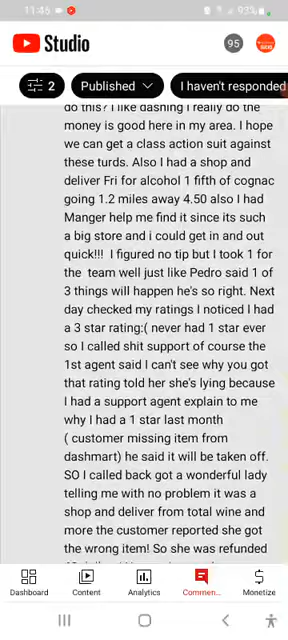 11:46
93%
Studio
95
2
Published
I haven't responded
do this? I like dashing I really do the
money is good here in my area. I hope
we can get a class action suit against
these turds. Also I had a shop and
deliver Fri for alcohol 1 fifth of cognac
going 1.2 miles away 4.50 also I had
Manger help me find it since its such
a big store and i could get in and out
quick!!!  I figured no tip but I took 1 for
the  team well just like Pedro said 1 of
3 things will happen he's so right. Next
day checked my ratings I noticed I had
a 3 star rating:( never had 1 star ever
so I called shit support of course the
1st agent said I can't see why you got
that rating told her she's lying because
I had a support agent explain to me
why I had a 1 star last month
( customer missing item from
dashmart) he said it will be taken off.
SO I called back got a wonderful lady
telling me with no problem it was a
shop and deliver from total wine and
more the customer reported she got
the wrong item! So she was refunded
Dashboard
Content
Analytics
Commen...
Monetize